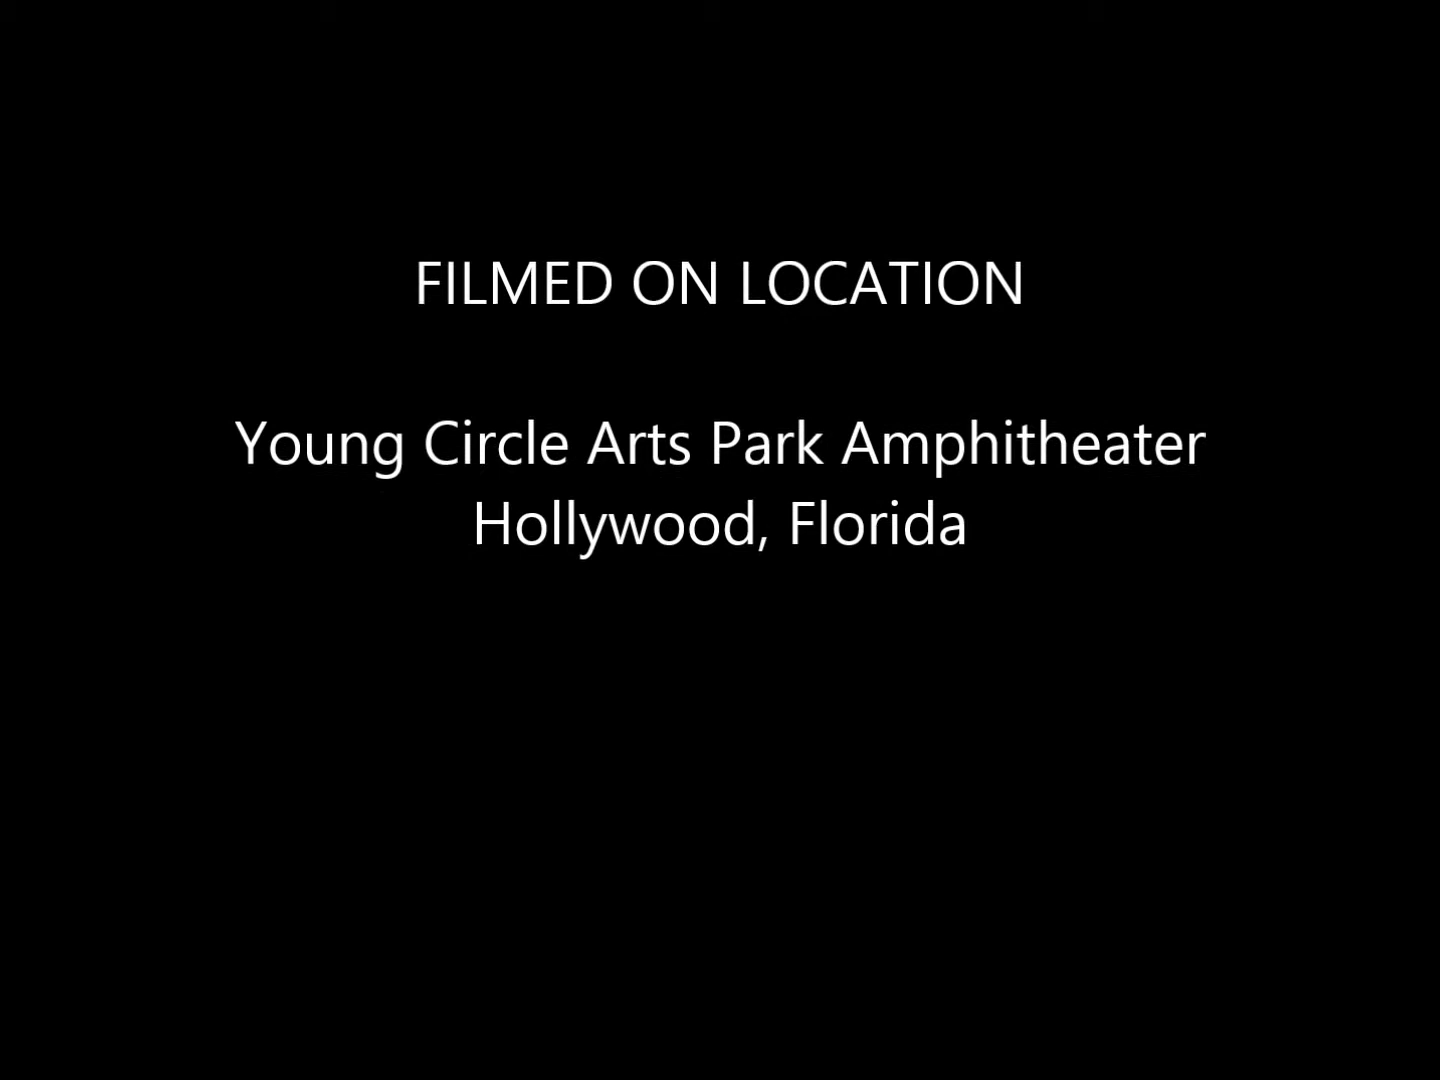 FILMED ON LOCATION
Young Circle Arts Park Amphitheater
Hollywood, Florida